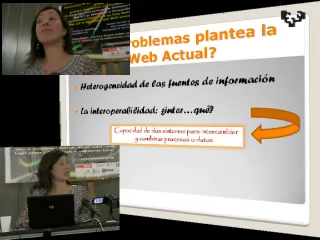 roblemas plantea la
Web Actual?
Heterogeneidad de las fuentes de información
La interoperabilidad: ¿inter...qué?
Capacidad de dos sistemas para intercambiar
y combinar procesos o datos